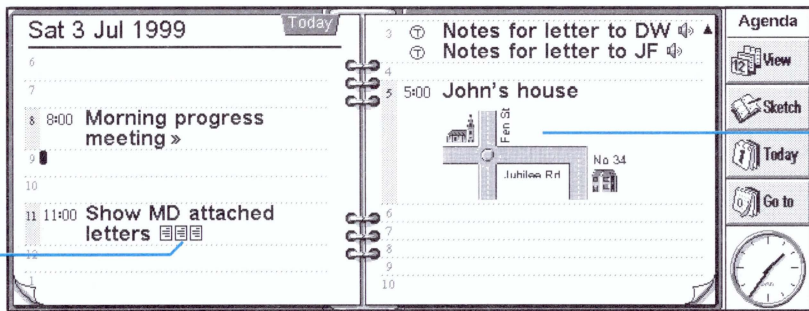 Sat 3 Jul 1999
Today
6
7
8 8:00 Morning progress
meeting »
9
10
11 11:00 Show MD attached
letters
12
1
3 T Notes for letter to DW
T Notes for letter to JF
4
5 5:00 John's house
Fen St
No 34
Jubilee Rd
6
7
8
9
10
Agenda
View
Sketch
Today
Go to